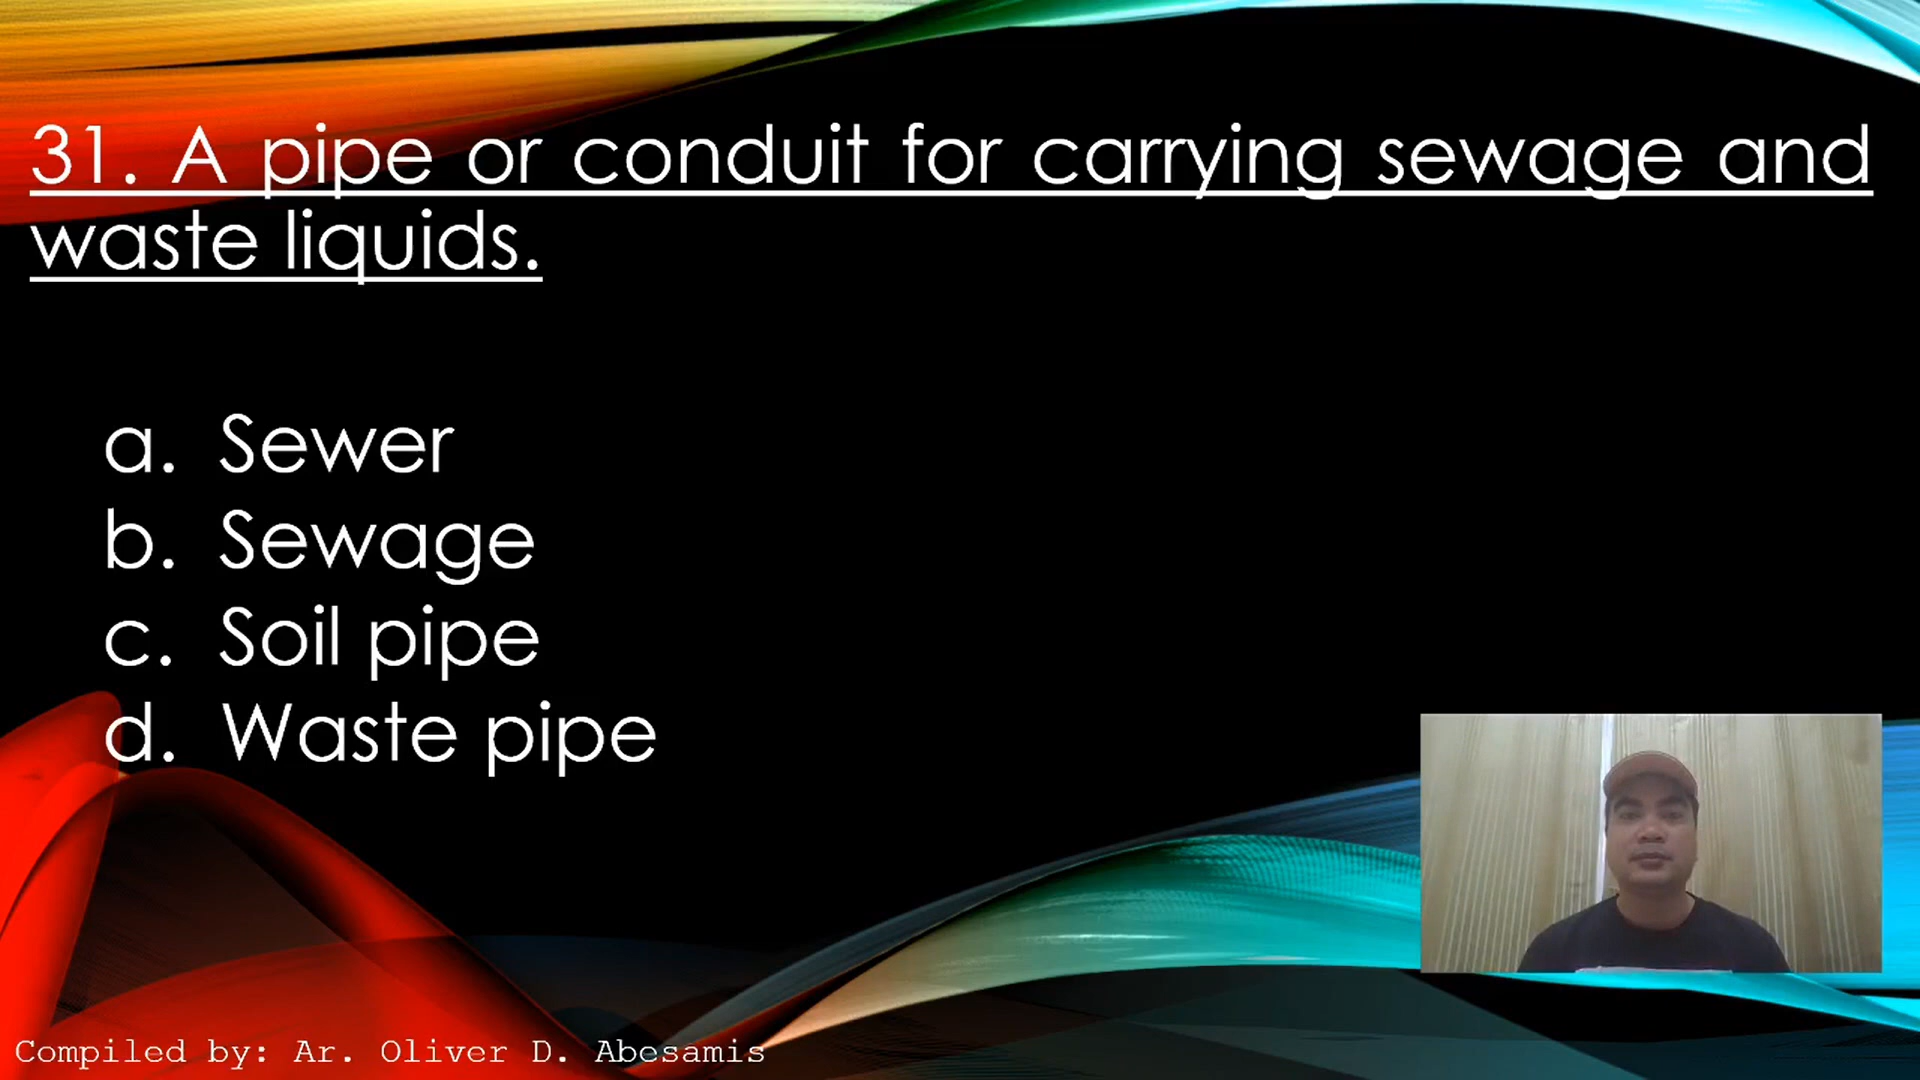 31. A pipe or conduit for carrying sewage and
waste liquids.
a. Sewer
b. Sewage
c. Soil pipe
d. Waste pipe
Compiled by: Ar. Oliver D. Abesamis